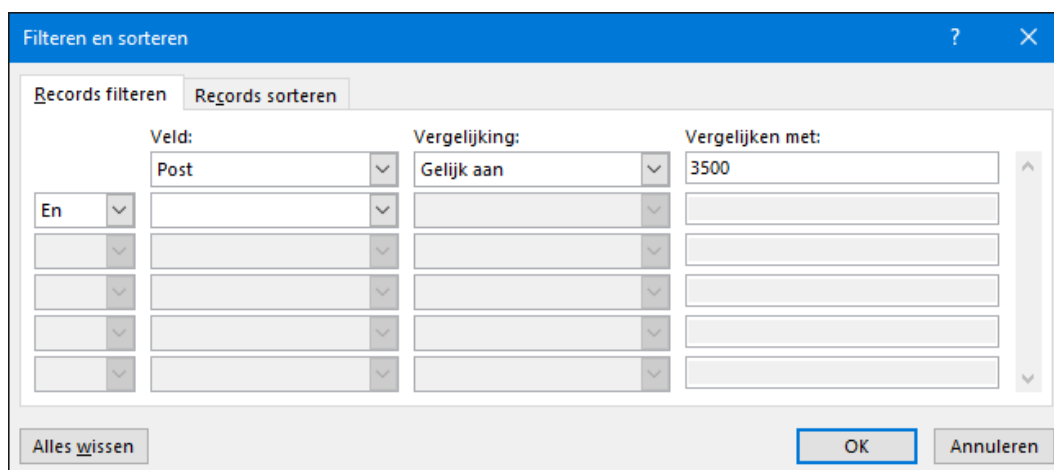 Filteren en sorteren ?
Records filteren Records sorteren
Veld: Vergelijking: Vergelijken met:
Post Gelijk aan 3500
En
Alles wissen OK Annuleren